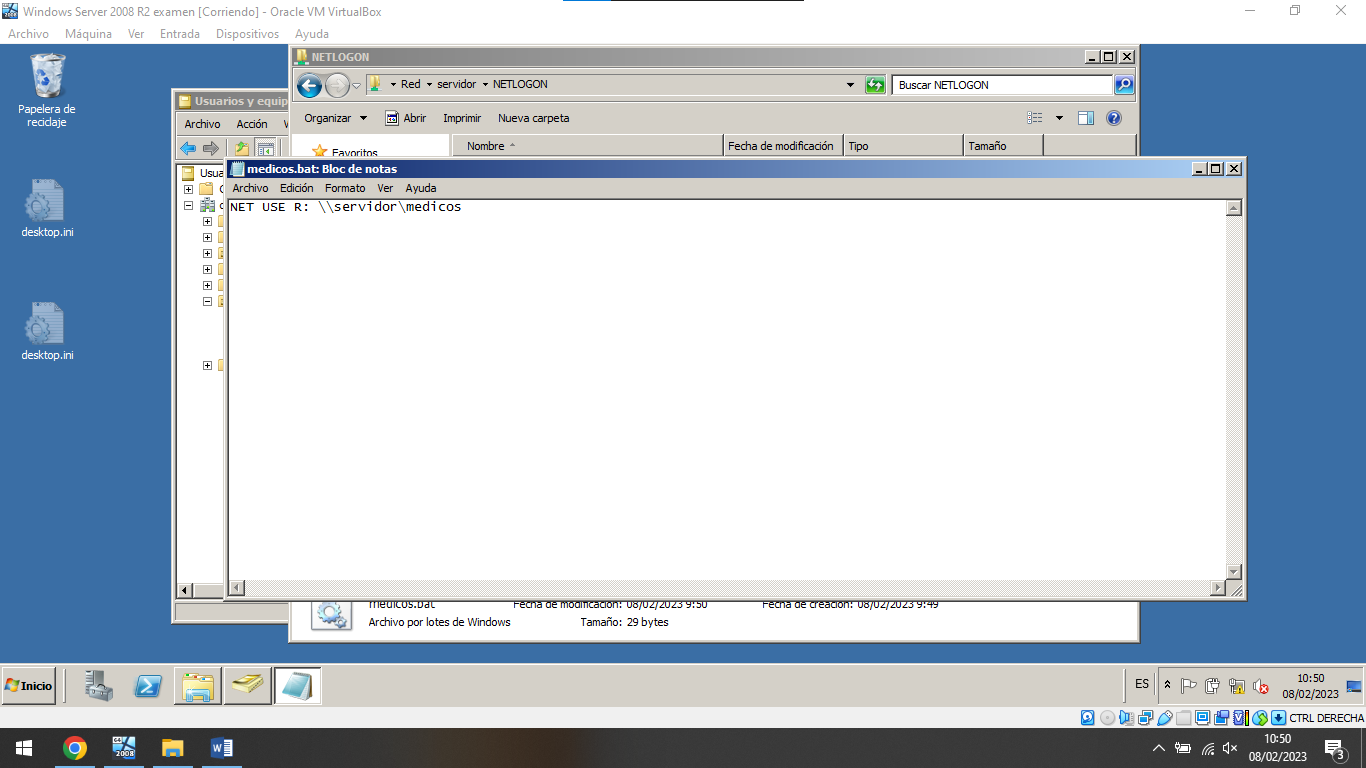 Windows Server 2008 R2 examen [Corriendo] - Oracle VM VirtualBox
Archivo Máquina Ver Entrada Dispositivos Ayuda
Papelera de
reciclaje
desktop.ini
desktop.ini
Usuarios y equip
Archivo Acción
Usua
NETLOGON
Red servidor NETLOGON
Buscar NETLOGON
Organizar Abrir Imprimir Nueva carpeta
Favoritos
Nombre Fecha de modificación Tipo Tamaño
medicos.bat: Bloc de notas
Archivo Edición Formato Ver Ayuda
NET USE R: \\servidor\medicos
medicos.bat Fecha de modificación: 08/02/2023 9:50 Fecha de creación: 08/02/2023 9:49
Archivo por lotes de Windows Tamaño: 29 bytes
Inicio
ES
10:50
08/02/2023
CTRL DERECHA
2008
10:50
08/02/2023
3